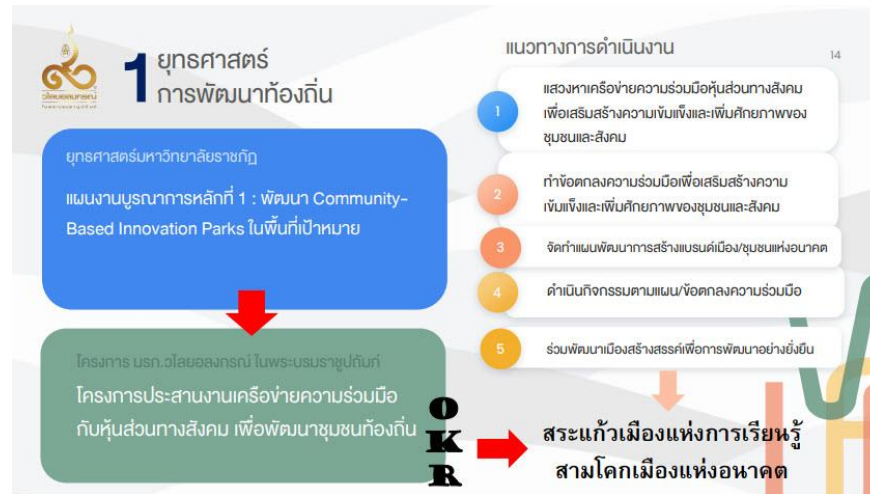 วไลยอลงกรณ์
1 ยุทธศาสตร์
การพัฒนาท้องถิ่น
ยุทธศาสตร์มหาวิทยาลัยราชภัฏ
แผนงานบูรณาการหลักที่ 1 : พัฒนา Community-
Based Innovation Parks ในพื้นที่เป้าหมาย
โครงการ มรภ.วไลยอลงกรณ์ ในพระบรมราชูปถัมภ์
โครงการประสานงานเครือข่ายความร่วมมือ
กับหุ้นส่วนทางสังคม เพื่อพัฒนาชุมชนท้องถิ่น
แนวทางการดำเนินงาน
14
1 แสวงหาเครือข่ายความร่วมมือหุ้นส่วนทางสังคม
เพื่อเสริมสร้างความเข้มแข็งและเพิ่มศักยภาพของ
ชุมชนและสังคม
2 ทำข้อตกลงความร่วมมือเพื่อเสริมสร้างความ
เข้มแข็งและเพิ่มศักยภาพของชุมชนและสังคม
3 จัดทำแผนพัฒนาการสร้างแบรนด์เมือง/ชุมชนแห่งอนาคต
4 ดำเนินกิจกรรมตามแผน/ข้อตกลงความร่วมมือ
5 ร่วมพัฒนาเมืองสร้างสรรค์เพื่อการพัฒนาอย่างยั่งยืน
O
K
R
สระแก้วเมืองแห่งการเรียนรู้
สามโคกเมืองแห่งอนาคต